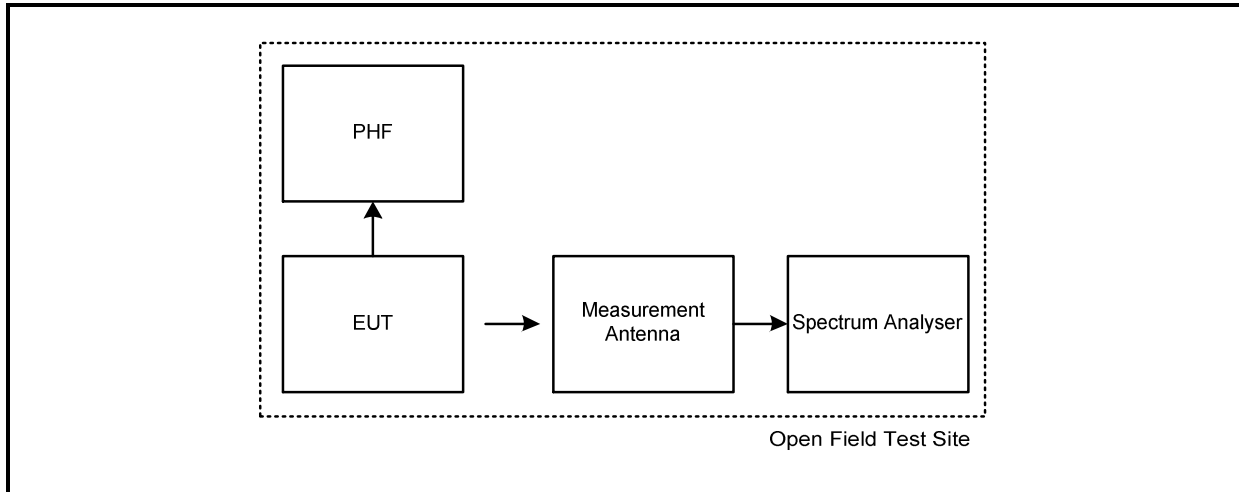 PHF
EUT
Measurement
Antenna
Spectrum Analyser
Open Field Test Site